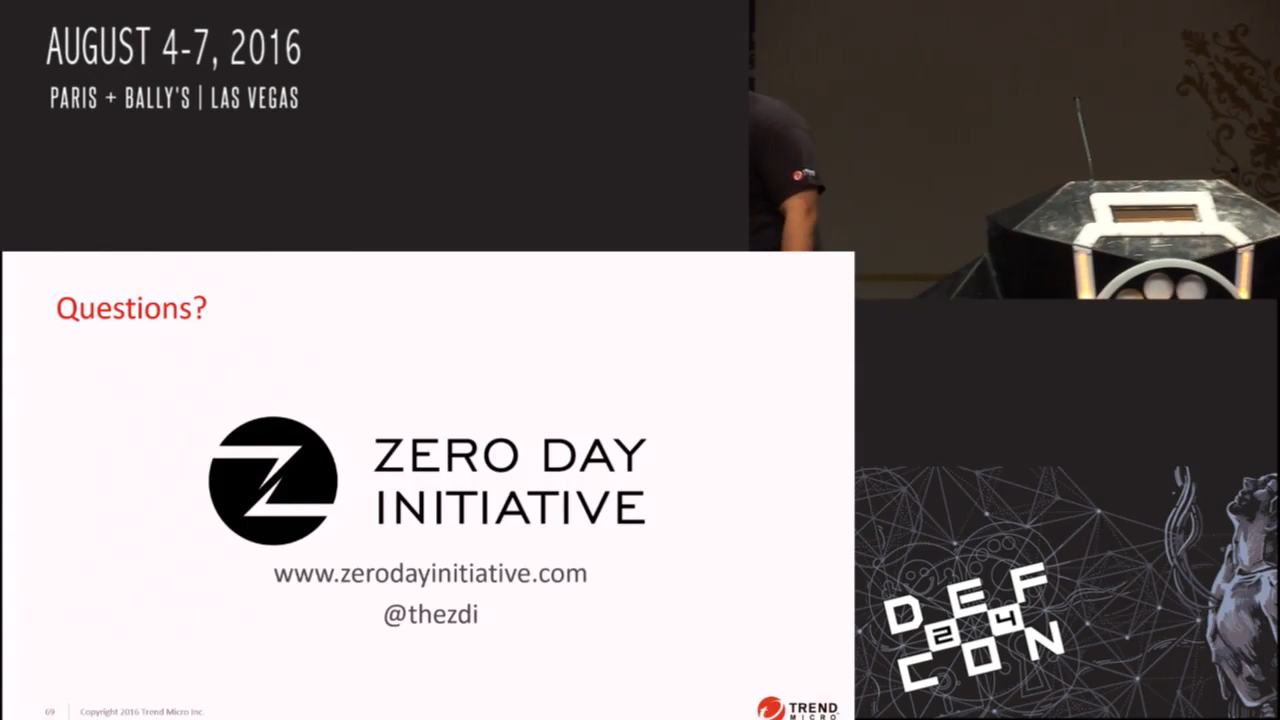 AUGUST 4-7, 2016
PARIS + BALLY'S | LAS VEGAS
Questions?
ZERO DAY
INITIATIVE
www.zerodayinitiative.com
@thezdi
69 Copyright 2016 Trend Micro Inc.
TREND
MICRO
DEF
24
CON